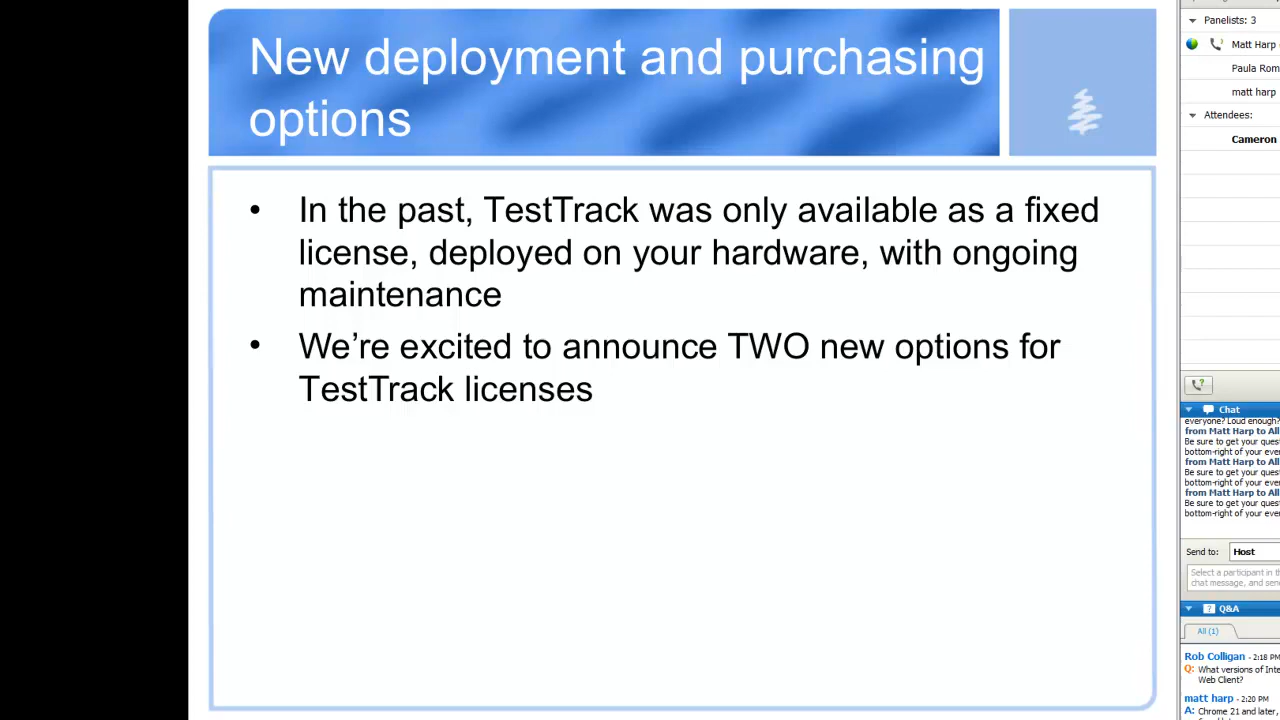 New deployment and purchasing
options
• In the past, TestTrack was only available as a fixed
license, deployed on your hardware, with ongoing
maintenance
• We’re excited to announce TWO new options for
TestTrack licenses
Panelists: 3
Matt Harp
Paula Rom
matt harp
Attendees:
Cameron
Chat
everyone? Loud enough?
from Matt Harp to All
Be sure to get your ques
bottom-right of your eve
from Matt Harp to All
Be sure to get your ques
bottom-right of your eve
from Matt Harp to All
Be sure to get your ques
bottom-right of your eve
Send to: Host
Select a participant in th
chat message, and send
Q&A
All (1)
Rob Colligan - 2:18 PM
Q: What versions of Inte
Web Client?
matt harp - 2:20 PM
A: Chrome 21 and later,